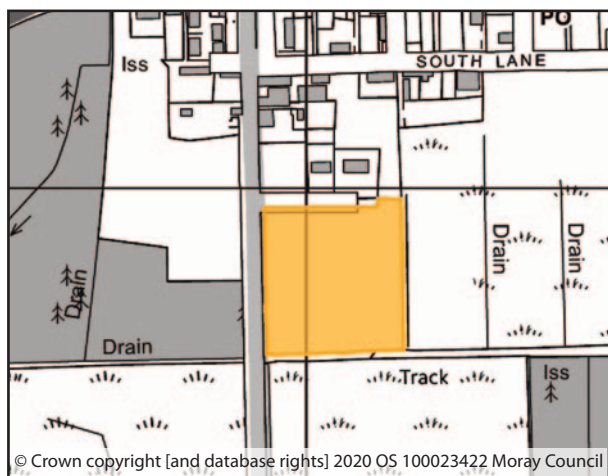 PO
SOUTH LANE
Iss
Drain
Drain
Drain
Drain
Track
Iss
© Crown copyright [and database rights] 2020 OS 100023422 Moray Council